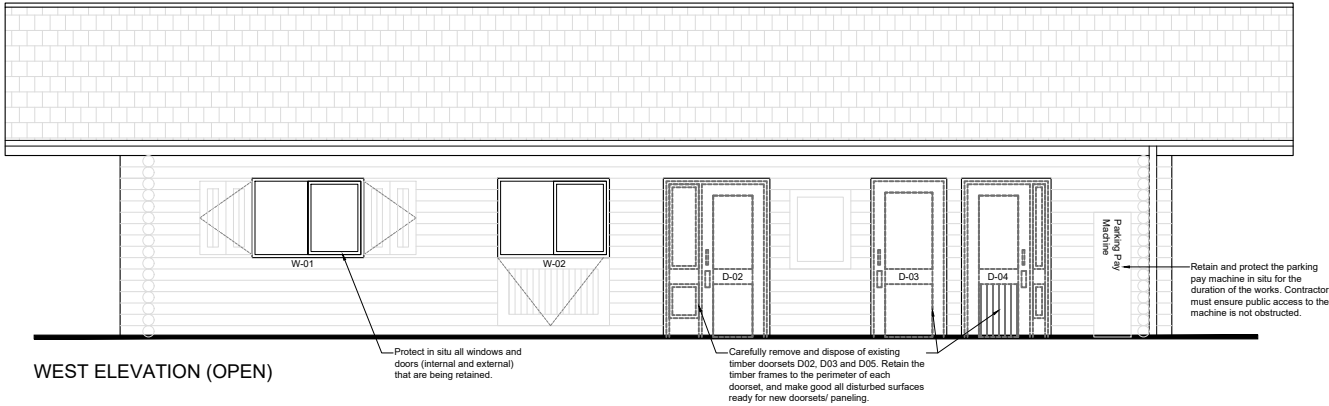 W-01
W-02
D-02
D-03
D-04
Parking Pay
Machine
Retain and protect the parking
pay machine in situ for the
duration of the works. Contractor
must ensure public access to the
machine is not obstructed.
Protect in situ all windows and
doors (internal and external)
that are being retained.
Carefully remove and dispose of existing
timber doorsets D02, D03 and D05. Retain the
timber frames to the perimeter of each
doorset, and make good all disturbed surfaces
ready for new doorsets/ paneling.
WEST ELEVATION (OPEN)